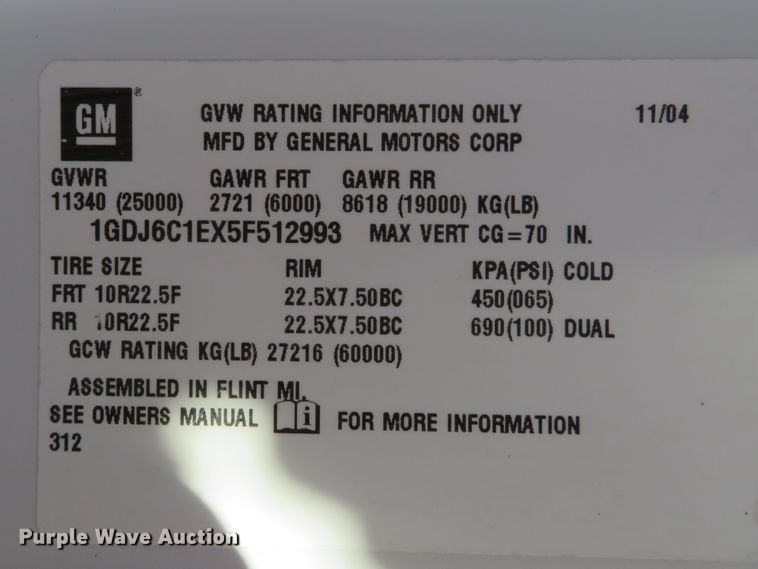 GM ®
GVW RATING INFORMATION ONLY 11/04
MFD BY GENERAL MOTORS CORP
GVWR GAWR FRT GAWR RR
11340 (25000) 2721 (6000) 8618 (19000) KG(LB)
1GDJ6C1EX5F512993 MAX VERT CG=70 IN.
TIRE SIZE RIM KPA(PSI) COLD
FRT 10R22.5F 22.5X7.50BC 450(065)
RR 10R22.5F 22.5X7.50BC 690(100) DUAL
GCW RATING KG(LB) 27216 (60000)
ASSEMBLED IN FLINT MI.
SEE OWNERS MANUAL i FOR MORE INFORMATION
312
Purple Wave Auction